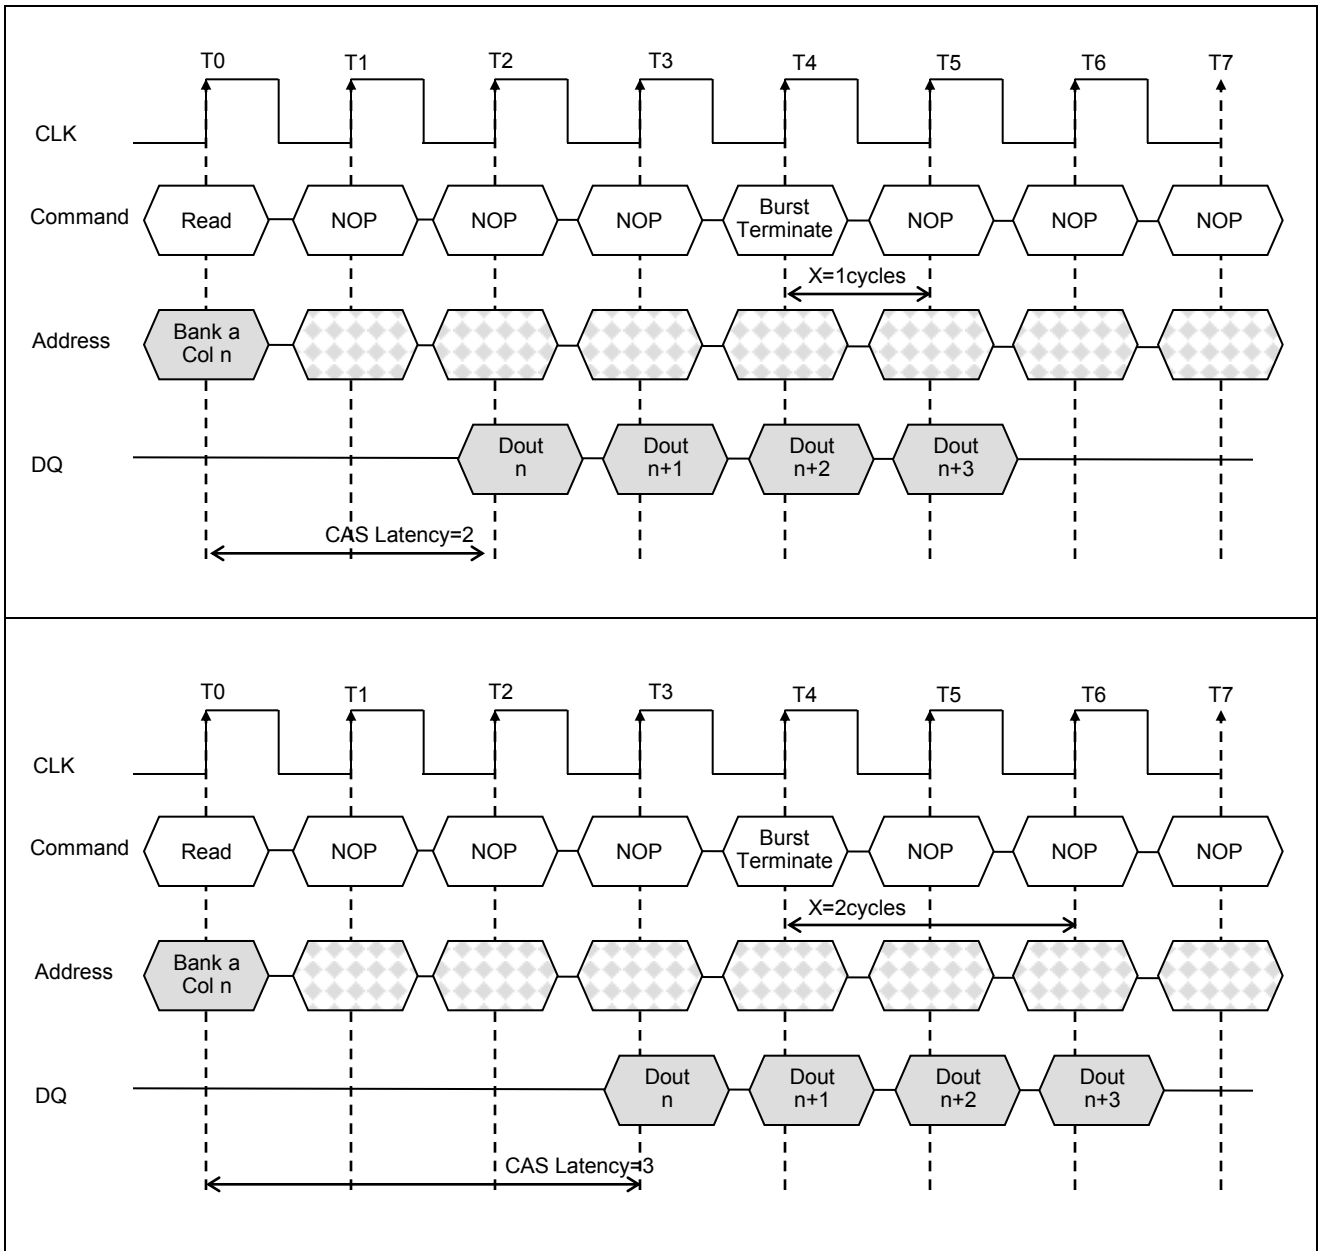 T0 T1 T2 T3 T4 T5 T6 T7
CLK
Command Read NOP NOP NOP Burst Terminate NOP NOP NOP
X=1cycles
Address Bank a Col n
DQ Dout n Dout n+1 Dout n+2 Dout n+3
CAS Latency=2
T0 T1 T2 T3 T4 T5 T6 T7
CLK
Command Read NOP NOP NOP Burst Terminate NOP NOP NOP
X=2cycles
Address Bank a Col n
DQ Dout n Dout n+1 Dout n+2 Dout n+3
CAS Latency=3